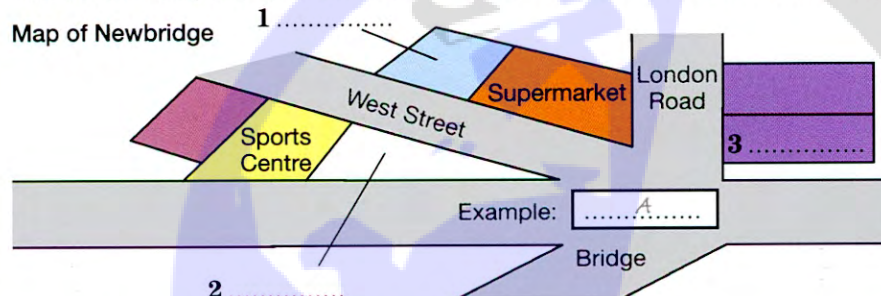 1 ..............
Map of Newbridge
London
Road
West Street
Supermarket
Sports
Centre
3 ..............
Example: ......A........
Bridge
2 ..............